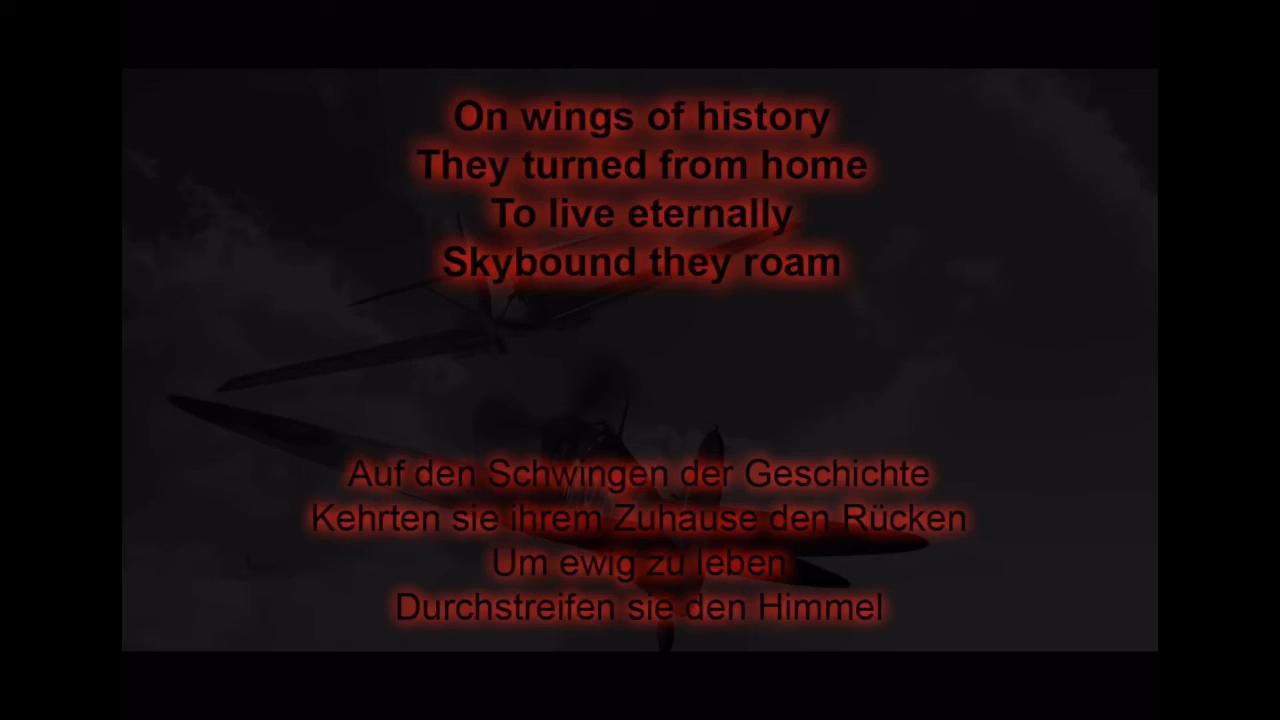 On wings of history
They turned from home
To live eternally
Skybound they roam
Auf den Schwingen der Geschichte
Kehrten sie ihrem Zuhause den Rücken
Um ewig zu leben
Durchstreifen sie den Himmel